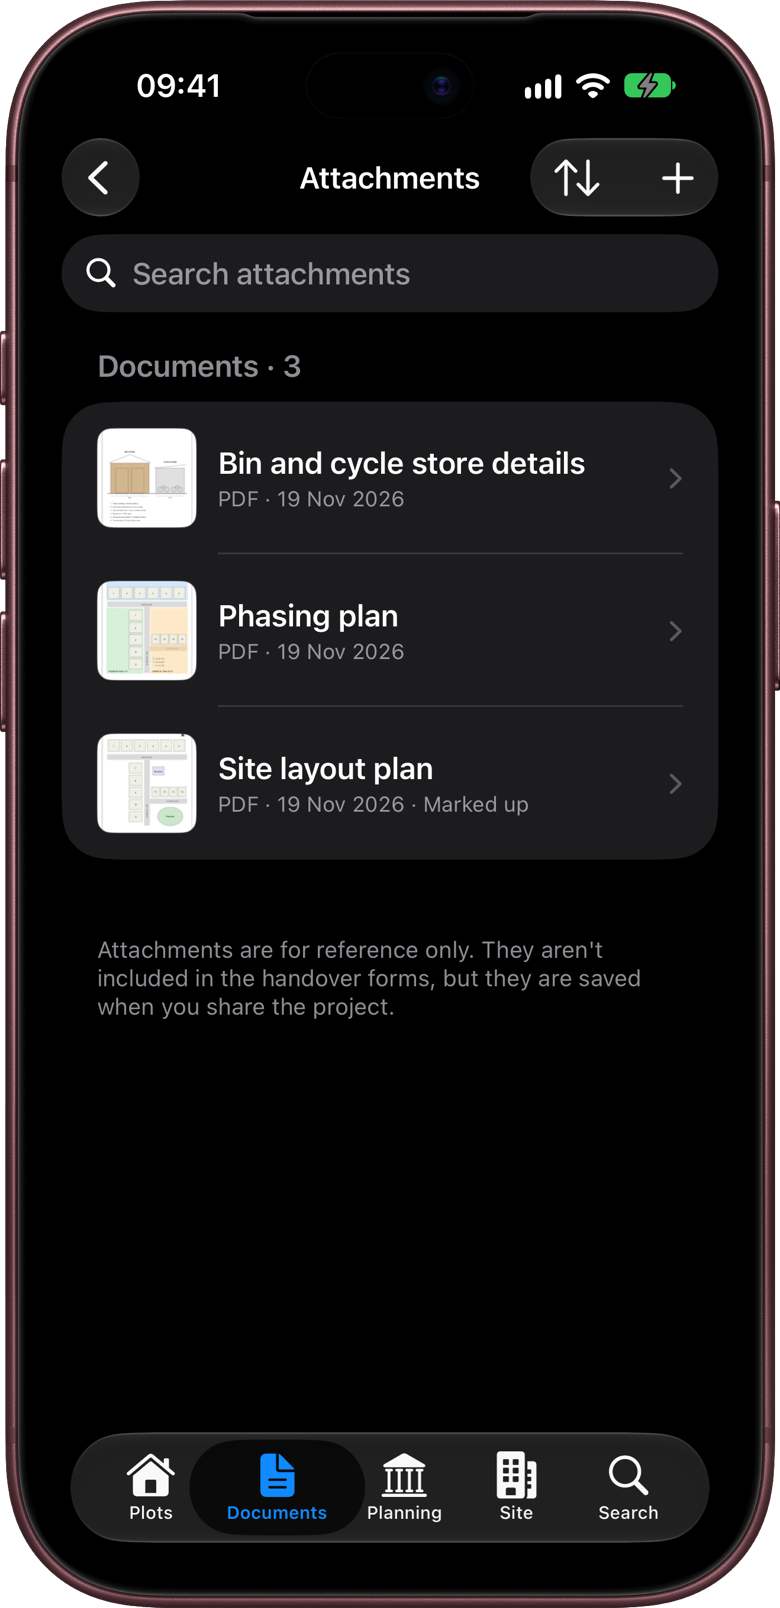 09:41
Attachments
Search attachments
Documents · 3
Bin and cycle store details
PDF · 19 Nov 2026
Phasing plan
PDF · 19 Nov 2026
Site layout plan
PDF · 19 Nov 2026 · Marked up
Attachments are for reference only. They aren't
included in the handover forms, but they are saved
when you share the project.
Plots
Documents
Planning
Site
Search